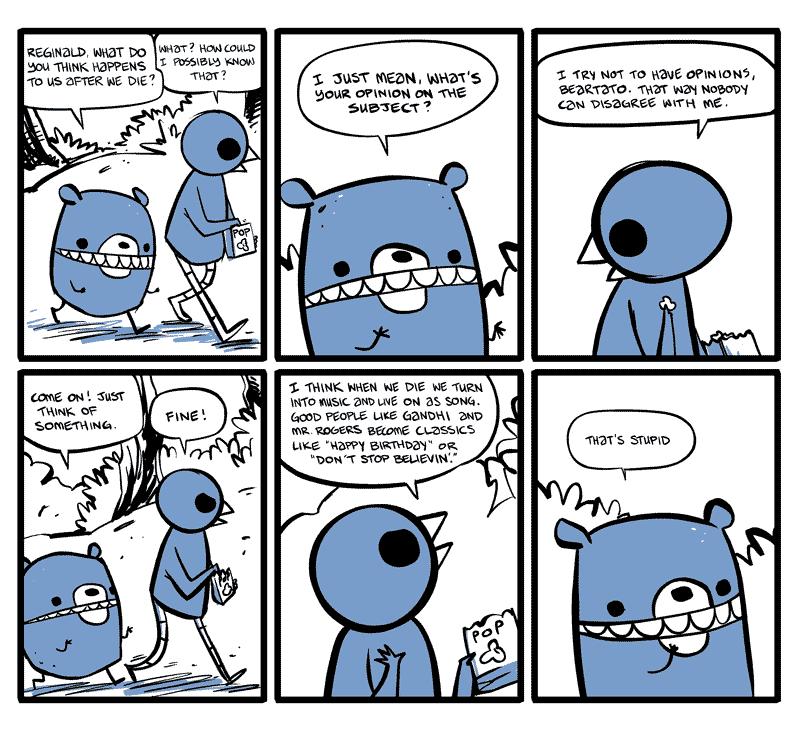 REGINALD, WHAT DO
YOU THINK HAPPENS
TO US AFTER WE DIE?
WHAT? HOW COULD
I POSSIBLY KNOW
THAT?
POP
I JUST MEAN, WHAT'S
YOUR OPINION ON THE
SUBJECT?
I TRY NOT TO HAVE OPINIONS,
BEARTATO. THAT WAY NOBODY
CAN DISAGREE WITH ME.
COME ON! JUST
THINK OF
SOMETHING.
FINE!
I THINK WHEN WE DIE WE TURN
INTO MUSIC AND LIVE ON AS SONG.
GOOD PEOPLE LIKE GANDHI AND
MR. ROGERS BECOME CLASSICS
LIKE "HAPPY BIRTHDAY" OR
"DON'T STOP BELIEVIN'."
POP
THAT'S STUPID